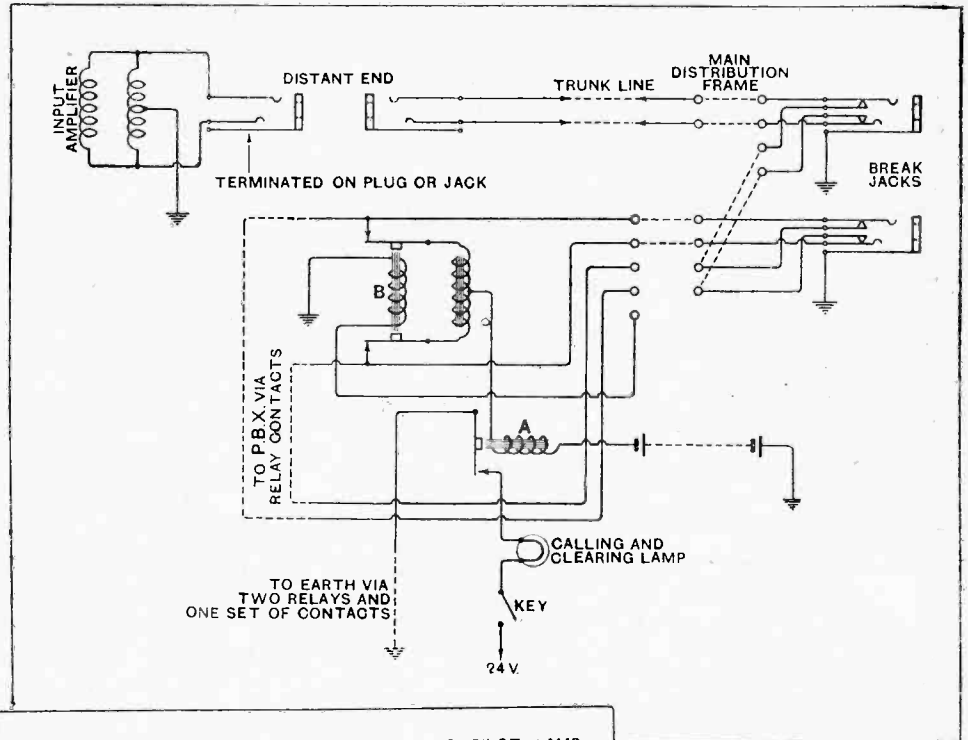 INPUT
AMPLIFIER
DISTANT END
TRUNK LINE
MAIN
DISTRIBUTION
FRAME
TERMINATED ON PLUG OR JACK
BREAK
JACKS
B
TO P.B.X. VIA
RELAY CONTACTS
A
CALLING AND
CLEARING LAMP
TO EARTH VIA
TWO RELAYS AND
ONE SET OF CONTACTS
KEY
24 V.